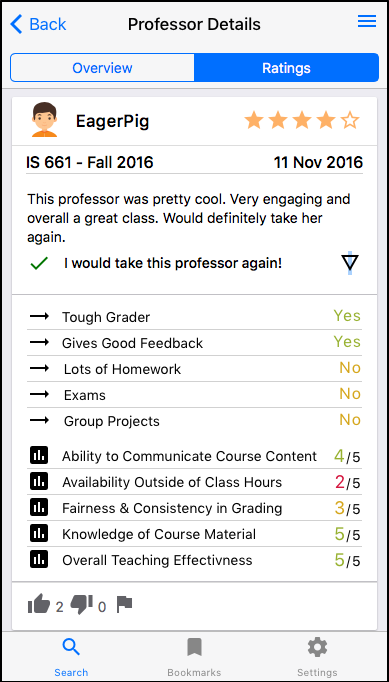 Back Professor Details
Overview Ratings
EagerPig
IS 661 - Fall 2016 11 Nov 2016
This professor was pretty cool. Very engaging and
overall a great class. Would definitely take her
again.
I would take this professor again!
Tough Grader Yes
Gives Good Feedback Yes
Lots of Homework No
Exams No
Group Projects No
Ability to Communicate Course Content 4/5
Availability Outside of Class Hours 2/5
Fairness & Consistency in Grading 3/5
Knowledge of Course Material 5/5
Overall Teaching Effectivness 5/5
2 0
Search Bookmarks Settings